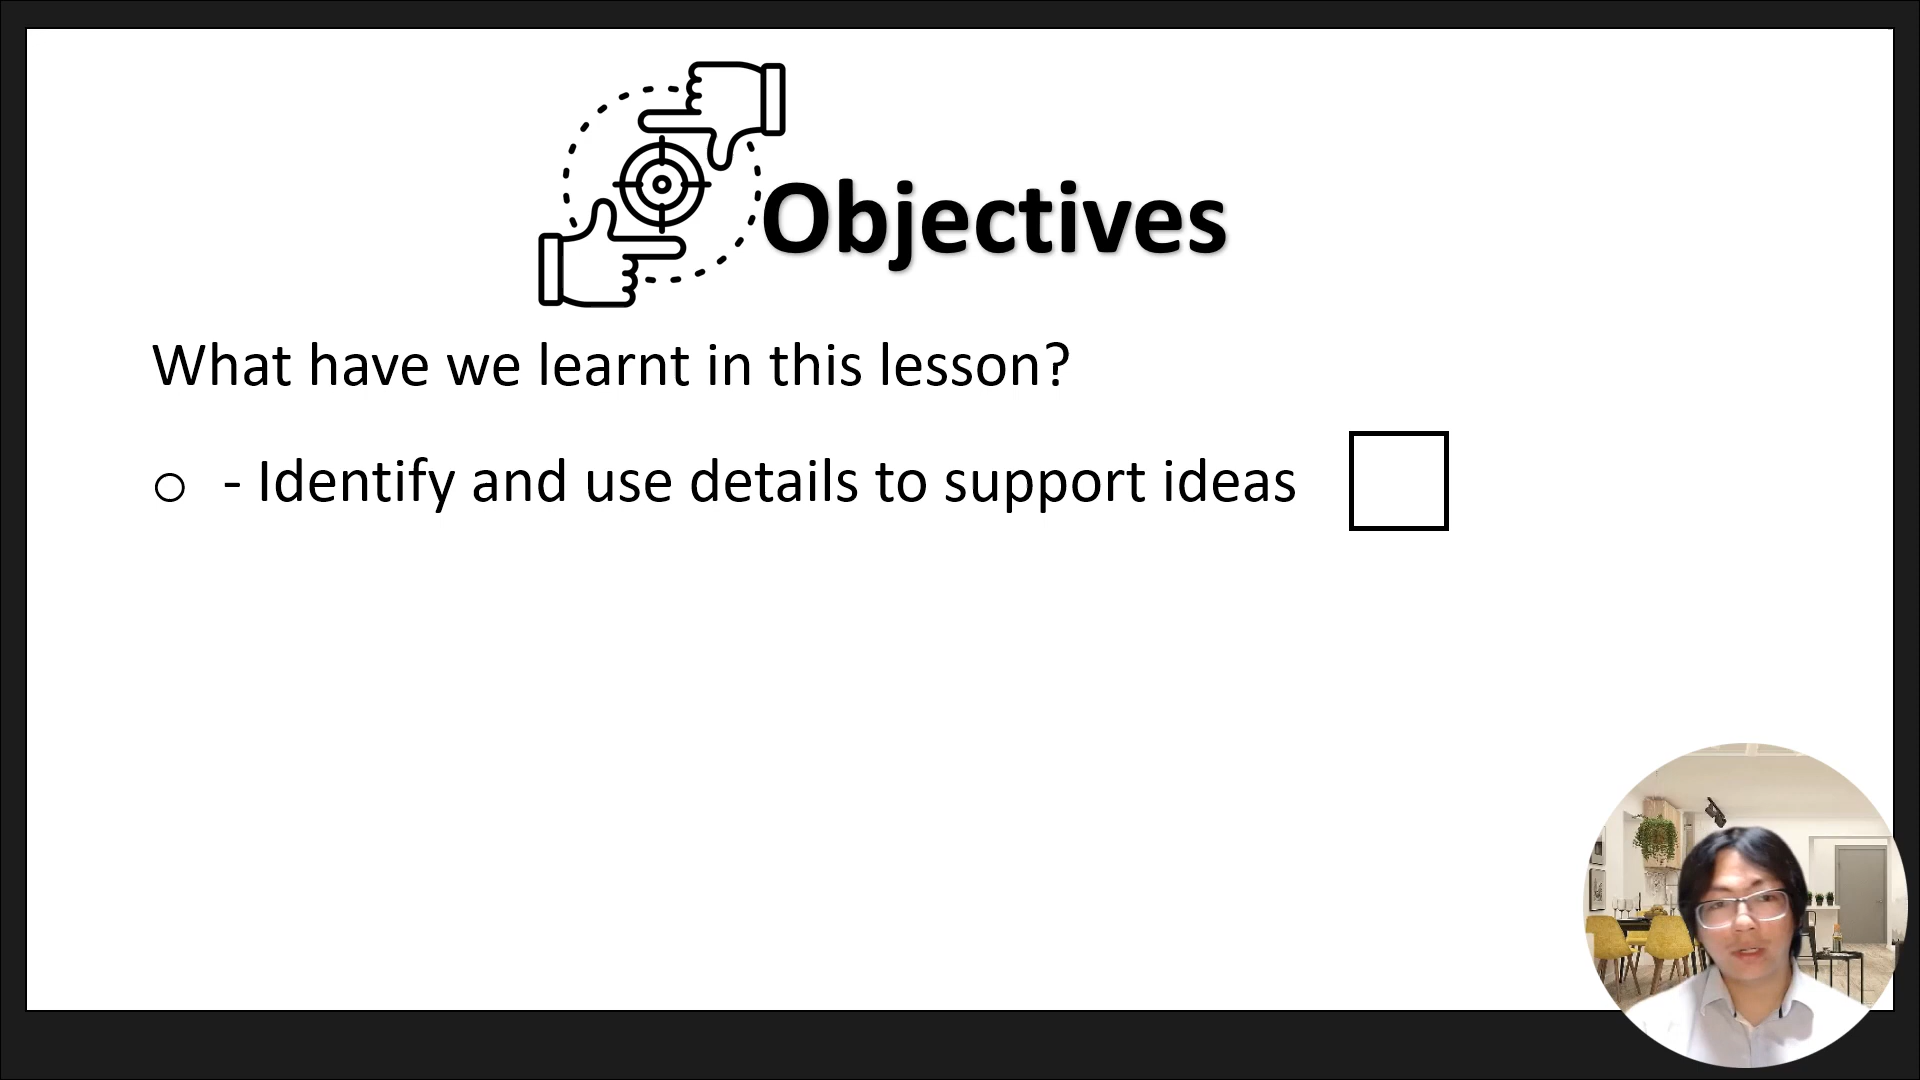 Objectives
What have we learnt in this lesson?
o - Identify and use details to support ideas